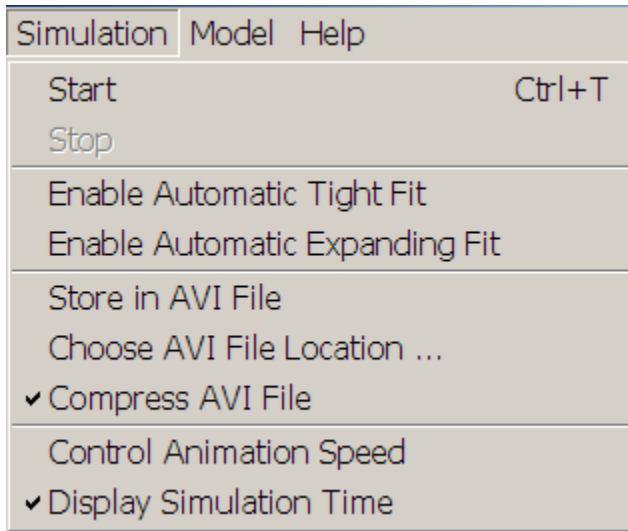 Simulation Model Help
Start Ctrl+T
Stop
Enable Automatic Tight Fit
Enable Automatic Expanding Fit
Store in AVI File
Choose AVI File Location ...
Compress AVI File
Control Animation Speed
Display Simulation Time